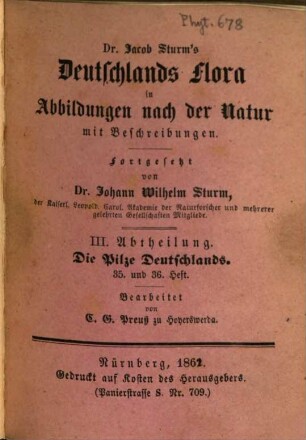 Phyt. 678
Dr. Jacob Sturm's
Deutschlands Flora
in
Abbildungen nach der Natur
mit Beschreibungen.
Fortgesetzt
von
Dr. Johann Wilhelm Sturm,
der Kaiserl. Leopold. Carol. Akademie der Naturforscher und mehrerer
gelehrten Gesellschaften Mitgliede.
III. Abtheilung.
Die Pilze Deutschlands.
35. und 36. Heft.
Bearbeitet
von
C. G. Preuß zu Hoyerswerda.
Nürnberg, 1862.
Gedruckt auf Kosten des Herausgebers.
(Panierstrasse S. Nr. 709.)